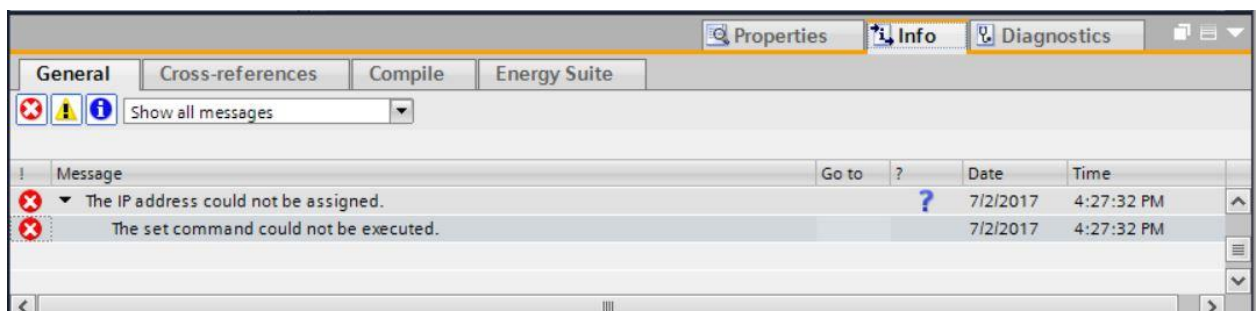 Properties Info Diagnostics
General Cross-references Compile Energy Suite
Show all messages
! Message Go to ? Date Time
The IP address could not be assigned. ? 7/2/2017 4:27:32 PM
The set command could not be executed. 7/2/2017 4:27:32 PM